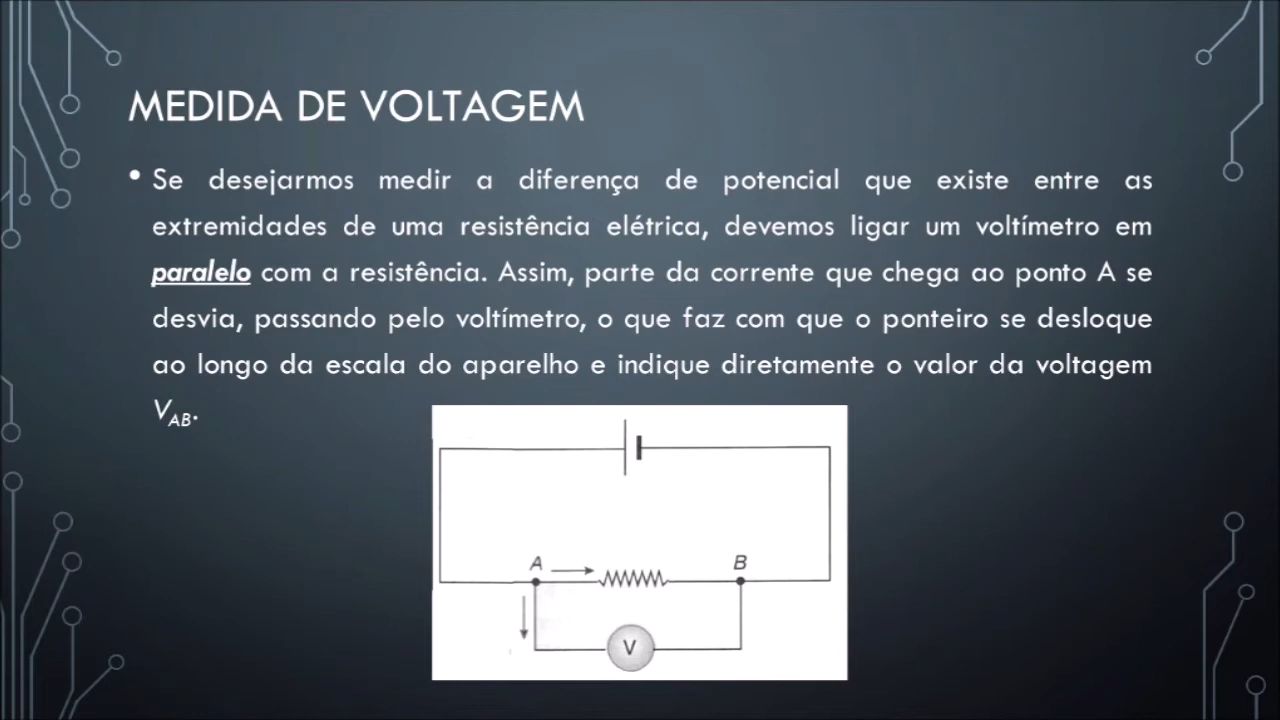 MEDIDA DE VOLTAGEM
• Se desejarmos medir a diferença de potencial que existe entre as
extremidades de uma resistência elétrica, devemos ligar um voltímetro em
paralelo com a resistência. Assim, parte da corrente que chega ao ponto A se
desvia, passando pelo voltímetro, o que faz com que o ponteiro se desloque
ao longo da escala do aparelho e indique diretamente o valor da voltagem
VAB.
A
B
V